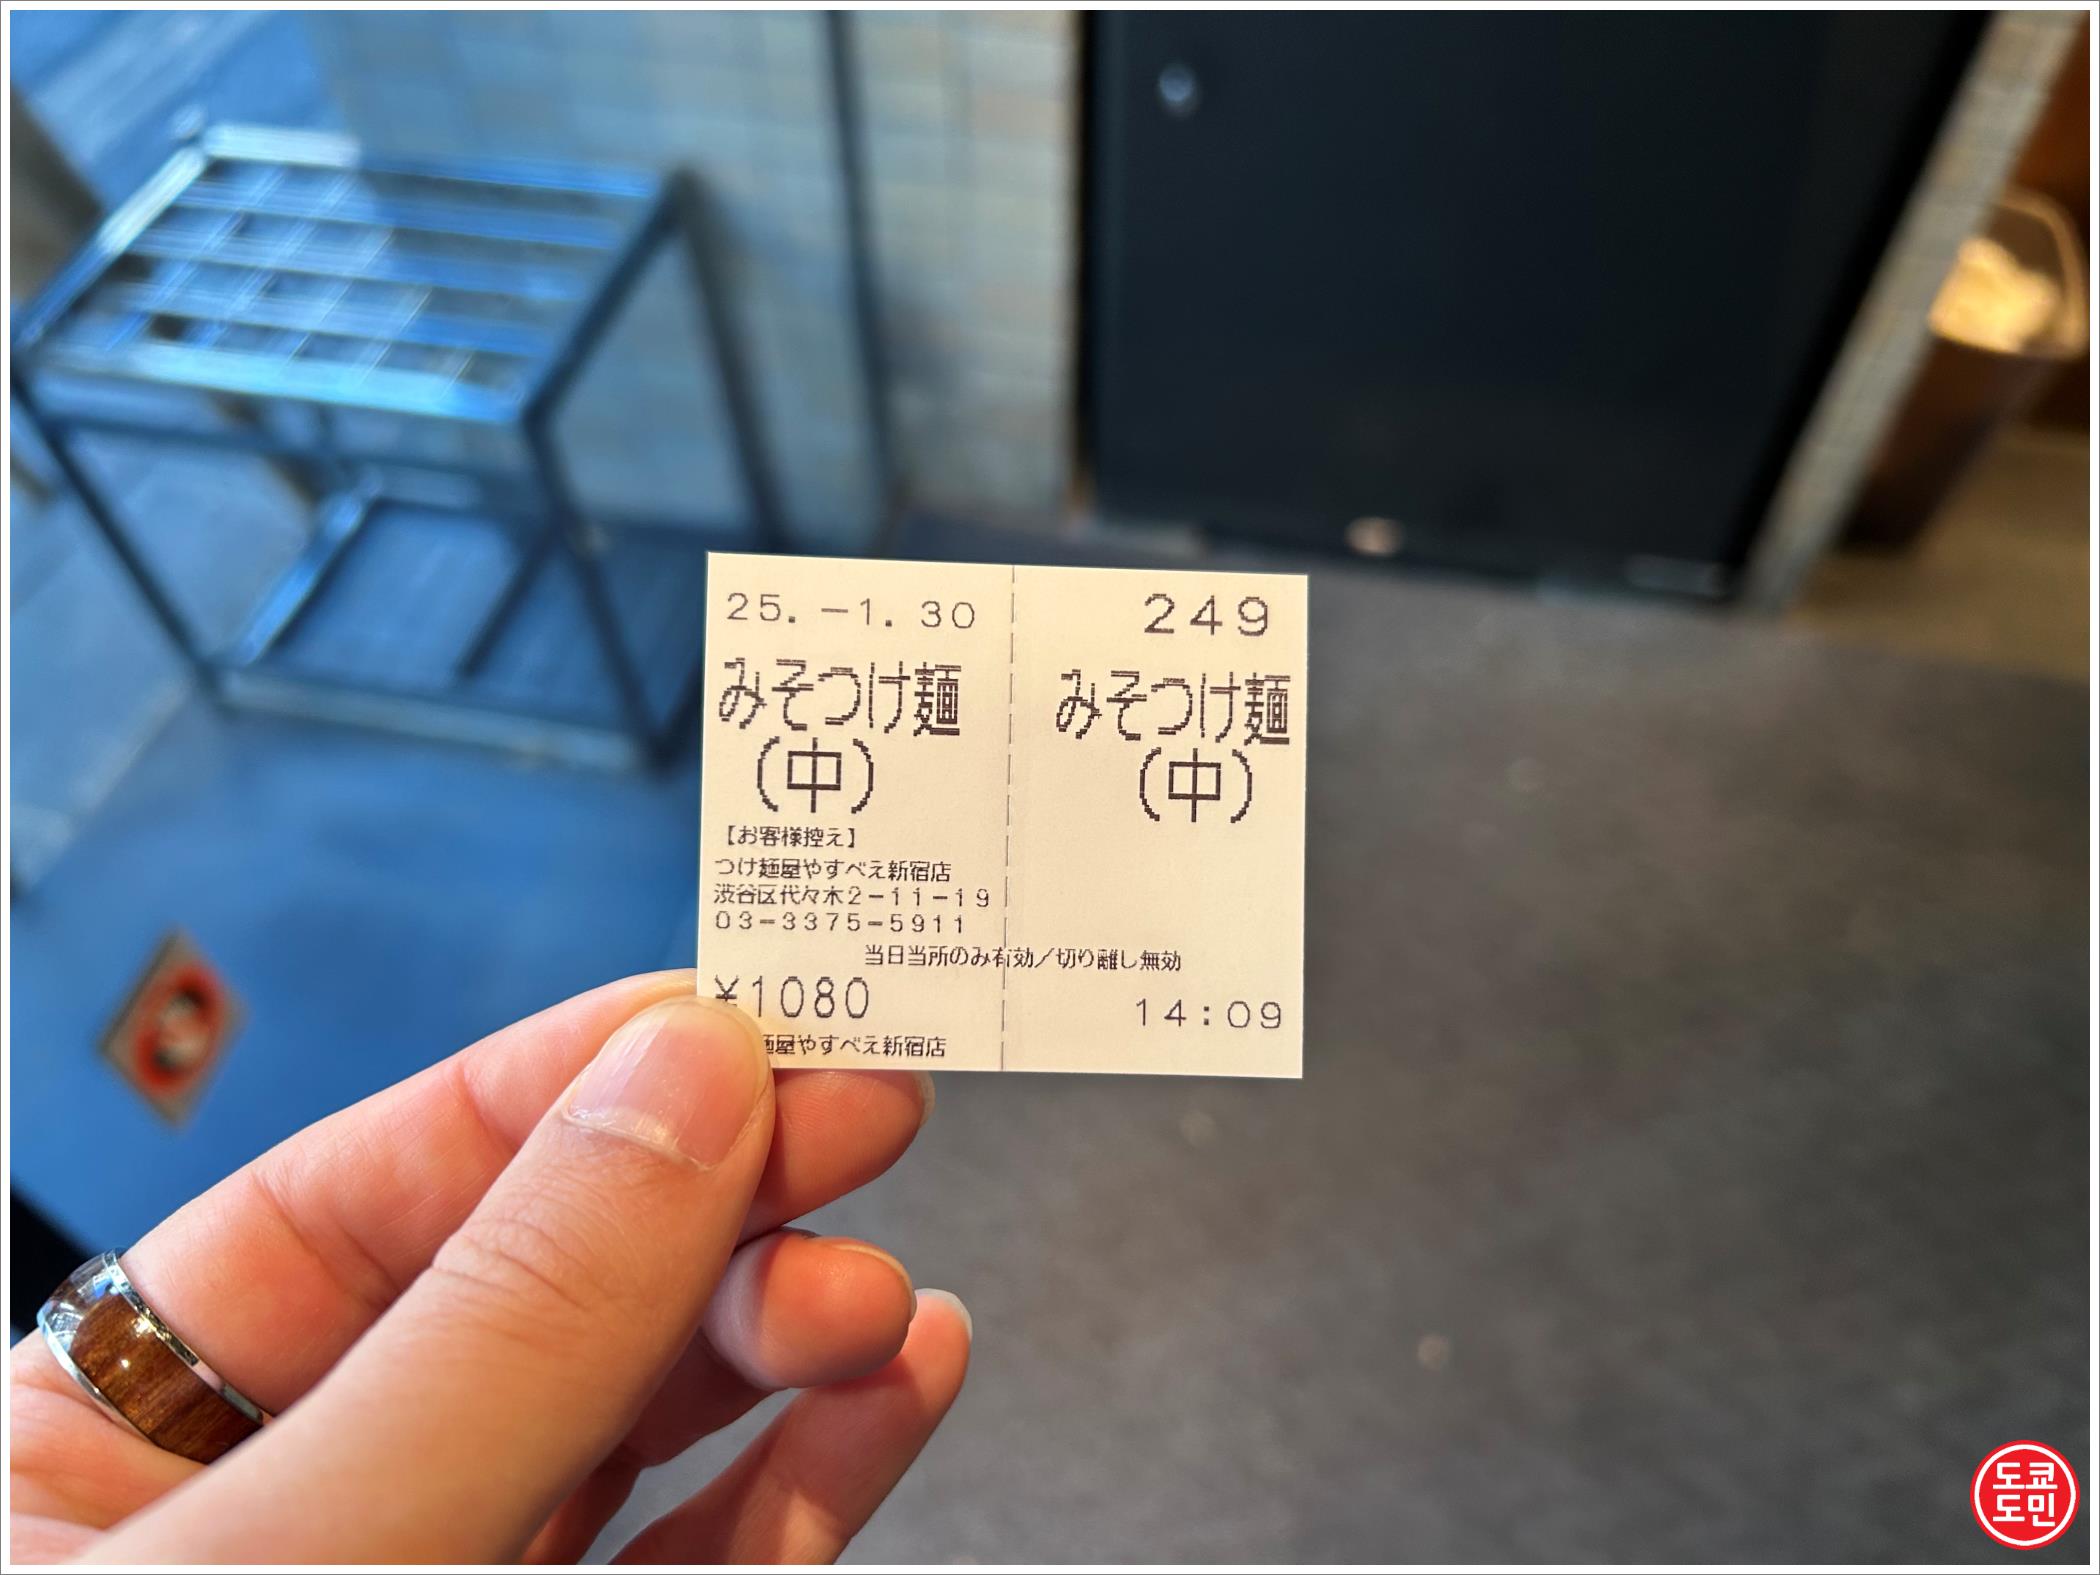 25.-1.30
249
みそつけ麺
(中)
みそつけ麺
(中)
【お客様控え】
つけ麺屋やすべえ新宿店
渋谷区代々木2-11-19
03-3375-5911
当日当所のみ有効/切り離し無効
¥1080
14:09
麺屋やすべえ新宿店
도쿄
도민